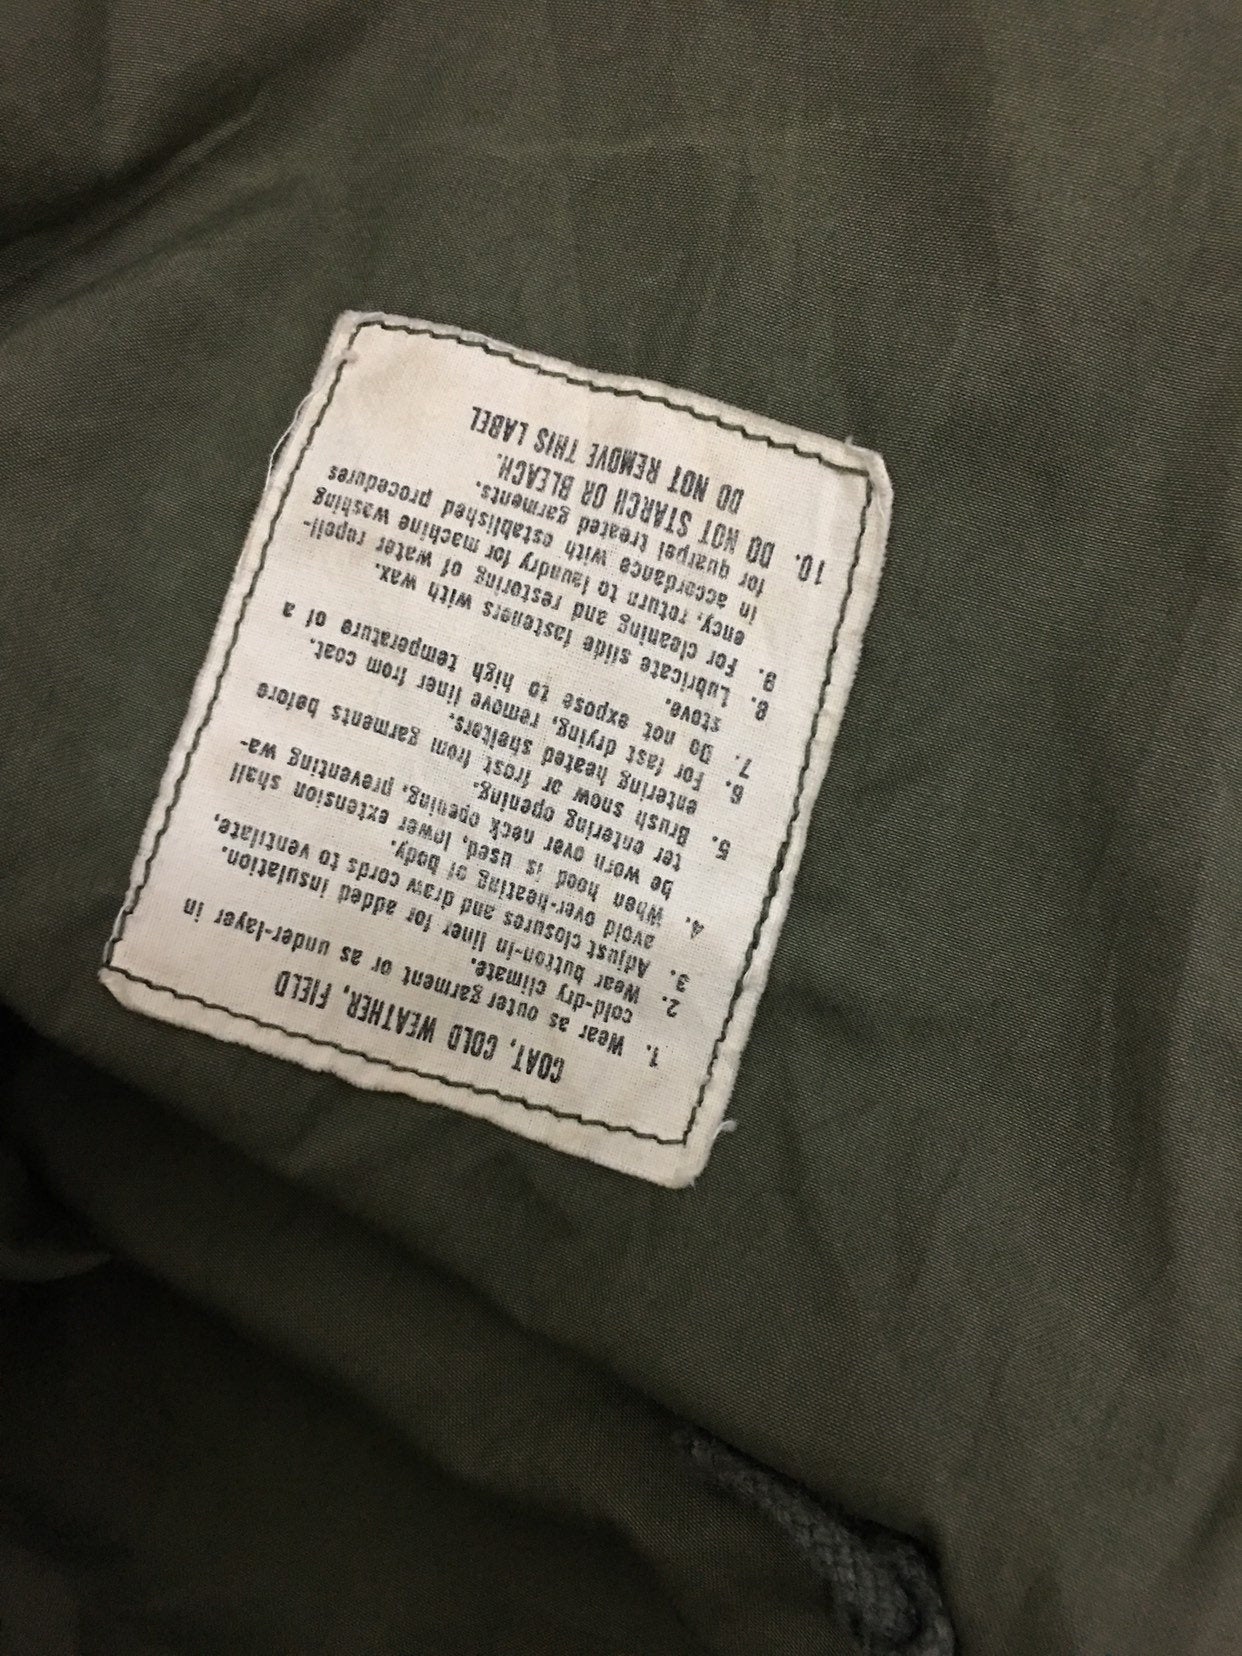 COAT, COLD WEATHER, FIELD
1. Wear as outer garment or as under-layer in
cold-dry climate.
2. Wear button-in liner for added insulation.
3. Adjust closures and draw cords to ventilate,
avoid over-heating of body.
4. When hood is used, lower extension shall
be worn over neck opening, preventing wa-
ter entering opening.
5. Brush snow or frost from garments before
entering heated shelters.
6. For fast drying, remove liner from coat.
7. Do not expose to high temperature of a
stove.
8. Lubricate slide fasteners with wax.
9. For cleaning and restoring of water repell-
ency, return to laundry for machine washing
in accordance with established procedures
for quarpel treated garments.
10. DO NOT STARCH OR BLEACH.
DO NOT REMOVE THIS LABEL